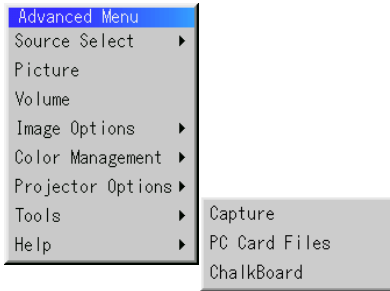 Advanced Menu
Source Select
Picture
Volume
Image Options
Color Management
Projector Options
Tools
Help
Capture
PC Card Files
ChalkBoard